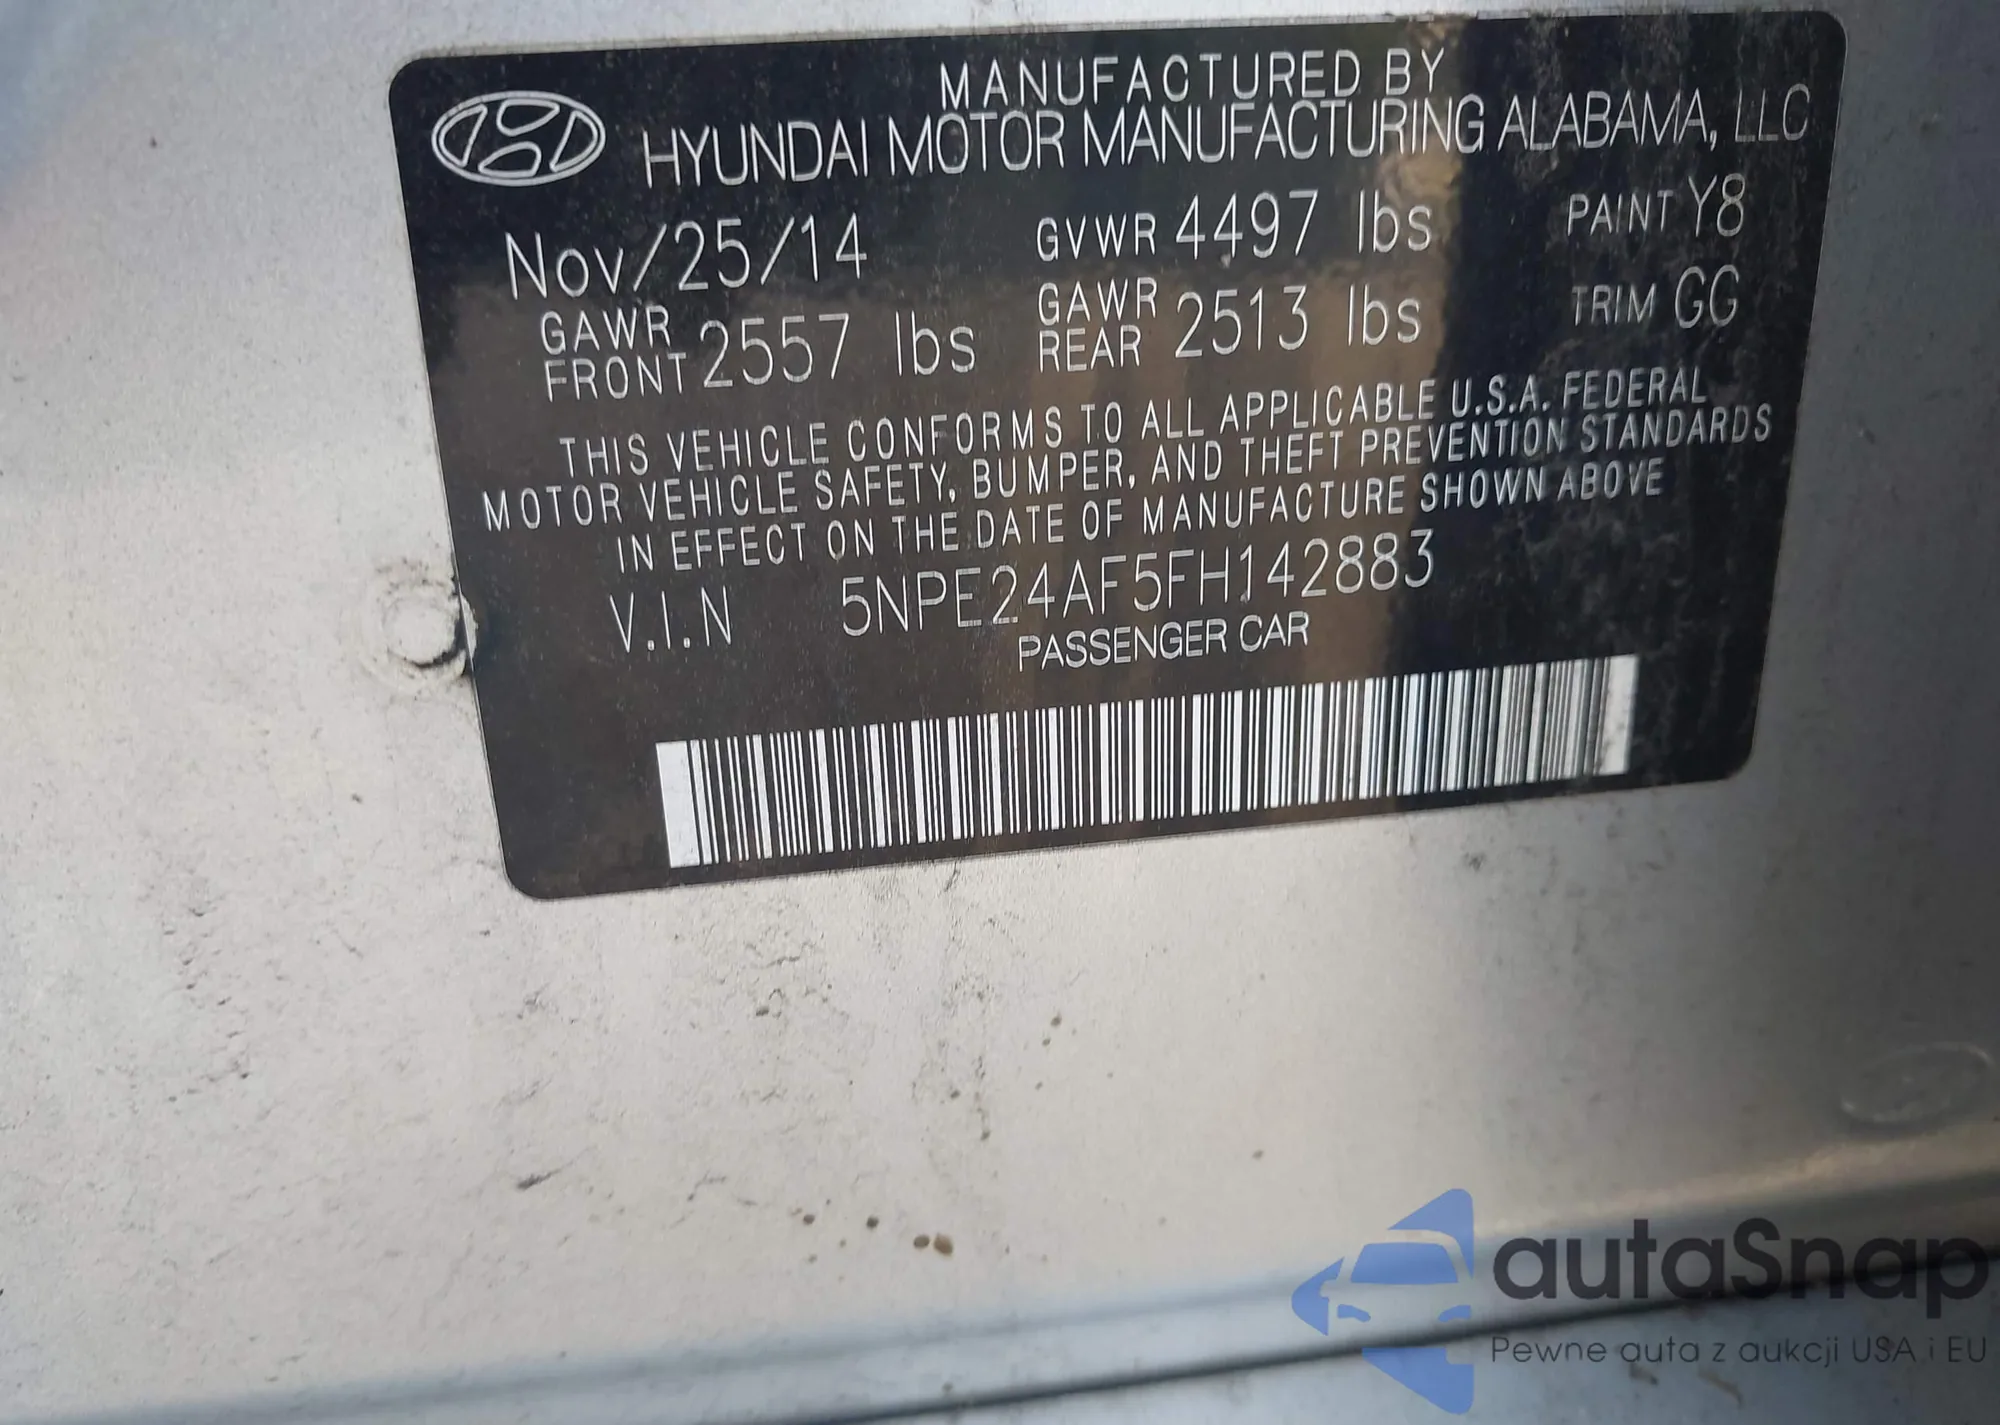 MANUFACTURED BY
HYUNDAI MOTOR MANUFACTURING ALABAMA, LLC
Nov/25/14 GVWR 4497 lbs PAINT Y8
GAWR FRONT 2557 lbs GAWR REAR 2513 lbs TRIM GG
THIS VEHICLE CONFORMS TO ALL APPLICABLE U.S.A. FEDERAL
MOTOR VEHICLE SAFETY, BUMPER, AND THEFT PREVENTION STANDARDS
IN EFFECT ON THE DATE OF MANUFACTURE SHOWN ABOVE
V.I.N 5NPE24AF5FH142883
PASSENGER CAR
autaSnap
Pewne auta z aukcji USA i EU